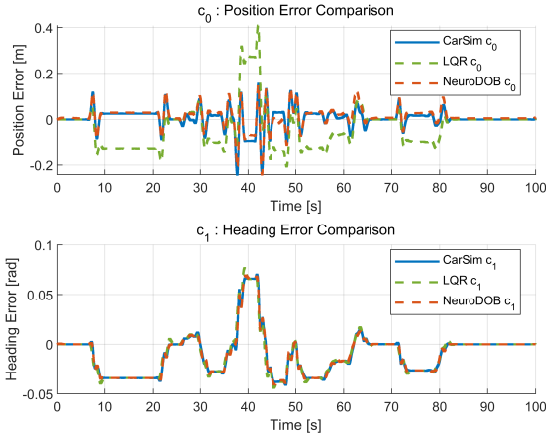 c0 : Position Error Comparison
Position Error [m]
0.4
0.2
0
-0.2
CarSim c0
LQR c0
NeuroDOB c0
0 10 20 30 40 50 60 70 80 90 100
Time [s]
c1 : Heading Error Comparison
Heading Error [rad]
0.1
0.05
0
-0.05
CarSim c1
LQR c1
NeuroDOB c1
0 10 20 30 40 50 60 70 80 90 100
Time [s]